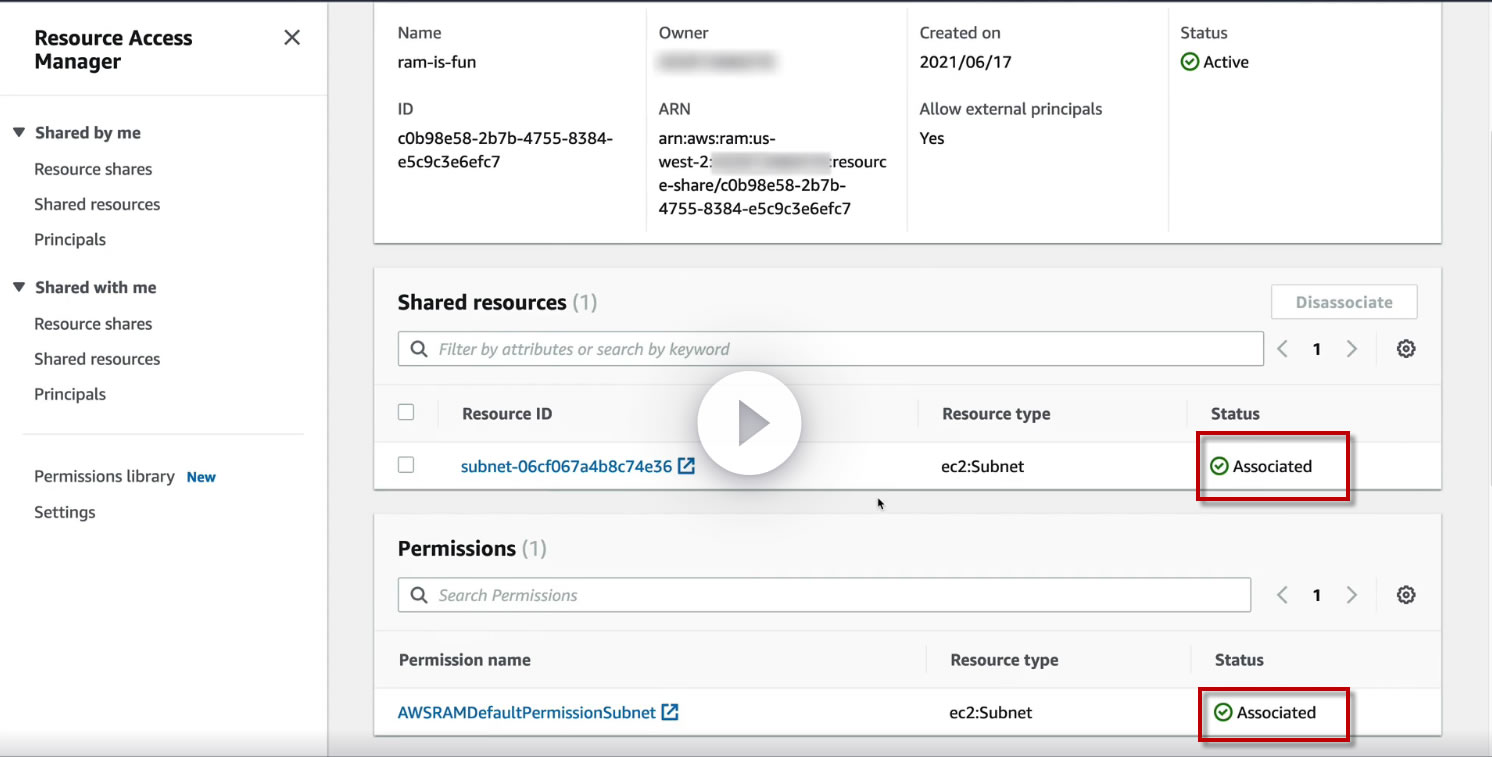 Resource Access
Manager
Shared by me
Resource shares
Shared resources
Principals
Shared with me
Resource shares
Shared resources
Principals
Permissions library New
Settings
Name
ram-is-fun
Owner
Created on
2021/06/17
Status
Active
ID
c0b98e58-2b7b-4755-8384-
e5c9c3e6efc7
ARN
arn:aws:ram:us-
west-2: :resourc
e-share/c0b98e58-2b7b-
4755-8384-e5c9c3e6efc7
Allow external principals
Yes
Shared resources (1)
Disassociate
Filter by attributes or search by keyword
1
Resource ID Resource type Status
subnet-06cf067a4b8c74e36 ec2:Subnet Associated
Permissions (1)
Search Permissions
1
Permission name Resource type Status
AWSRAMDefaultPermissionSubnet ec2:Subnet Associated